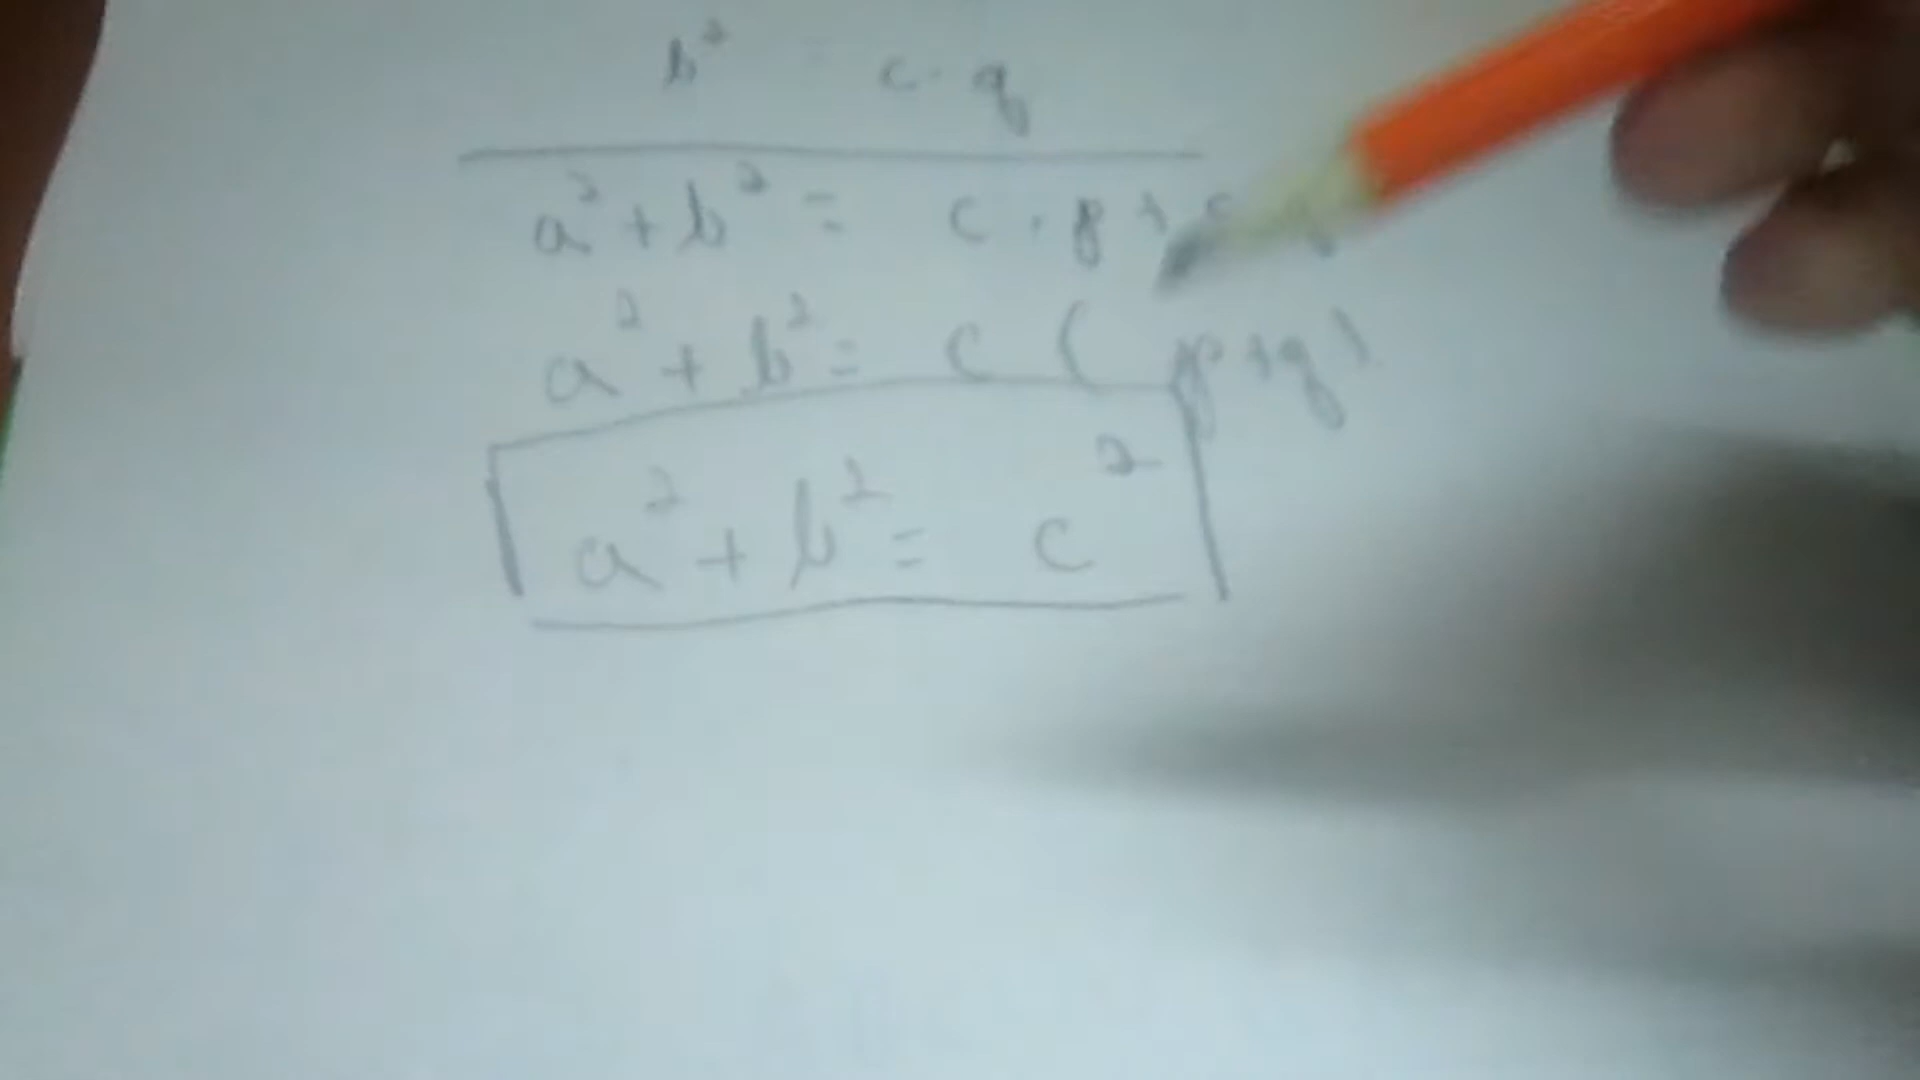 b² = c · q
a² + b² = c · p + c · q
a² + b² = c ( p + q )
a² + b² = c²